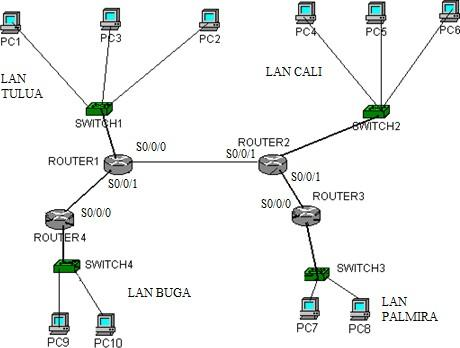 PC1
PC3
PC2
PC4
PC5
PC6
LAN
TULUA
LAN CALI
SWITCH1
SWITCH2
S0/0/0
ROUTER2
ROUTER1
S0/0/1
S0/0/1
S0/0/1
ROUTER3
S0/0/0
S0/0/0
ROUTER4
SWITCH4
SWITCH3
LAN BUGA
LAN
PALMIRA
PC7
PC8
PC9
PC10